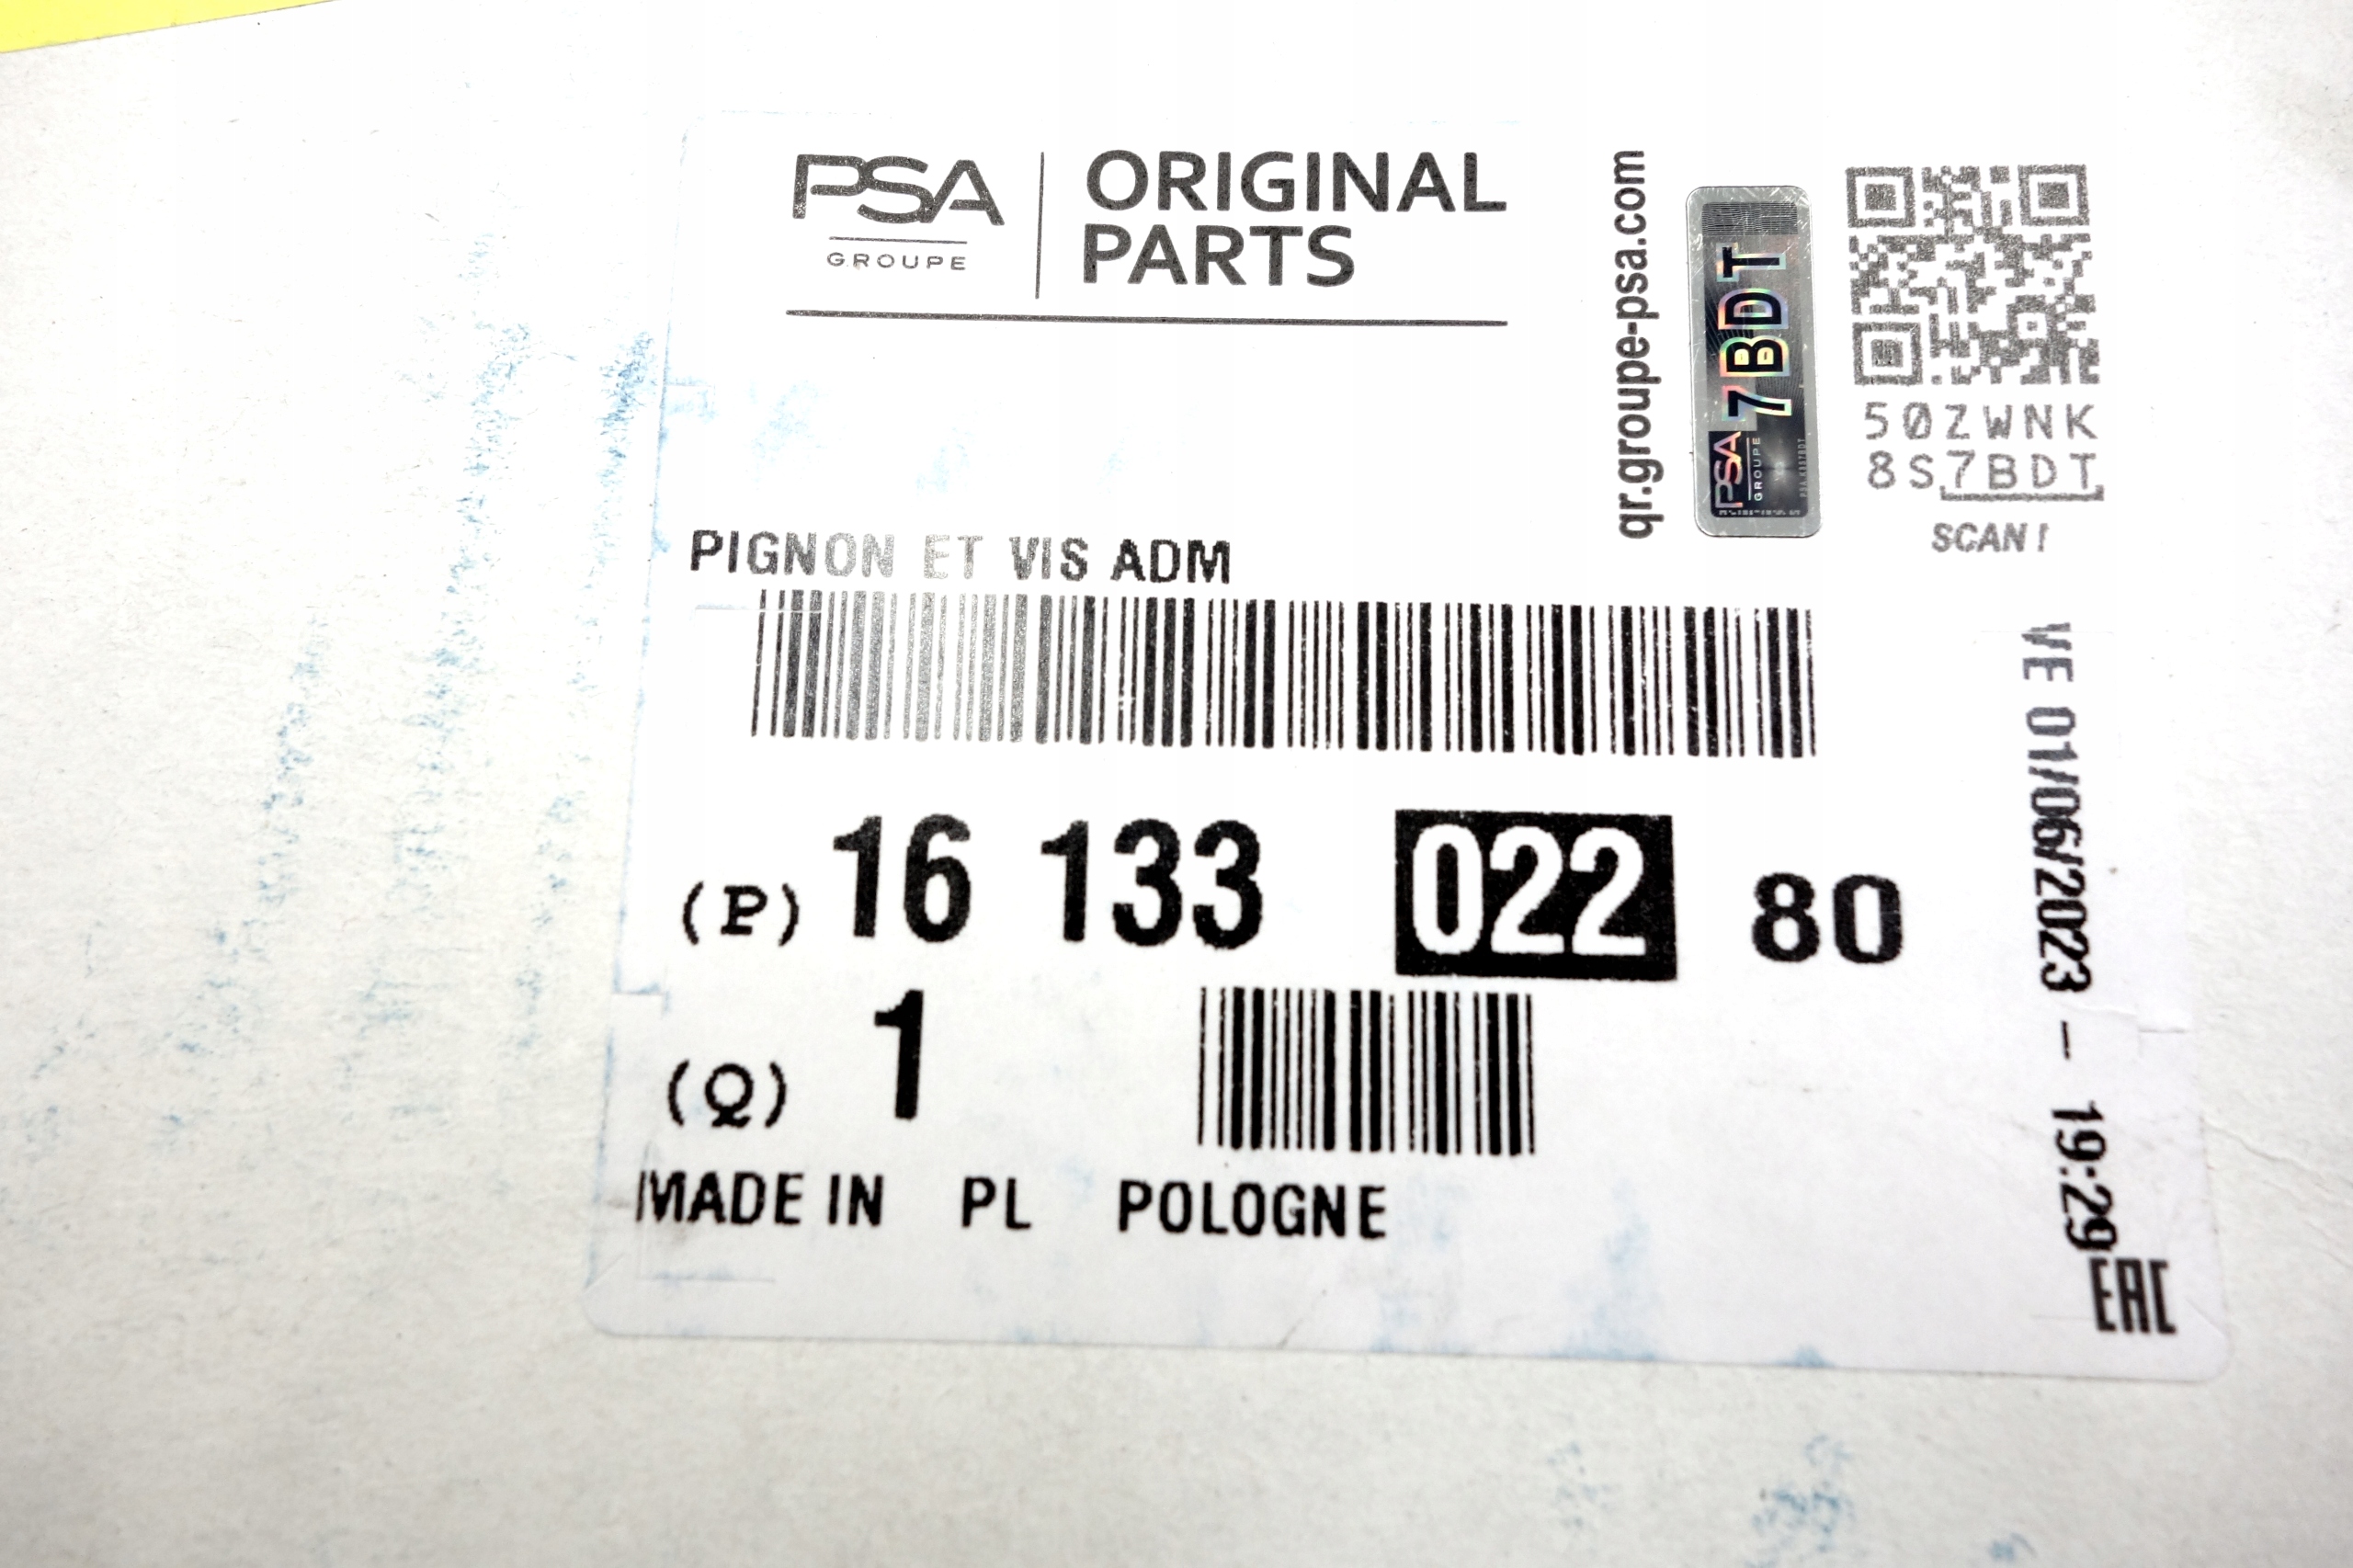 PSA
GROUPE
ORIGINAL
PARTS
qr.groupe-psa.com
7BDT
PSA
GROUPE
50ZWNK
8S7BDT
SCAN!
PIGNON ET VIS ADM
(P) 16 133 022 80
(Q) 1
MADE IN PL POLOGNE
VE 01/06/2023 - 19:29
EAC